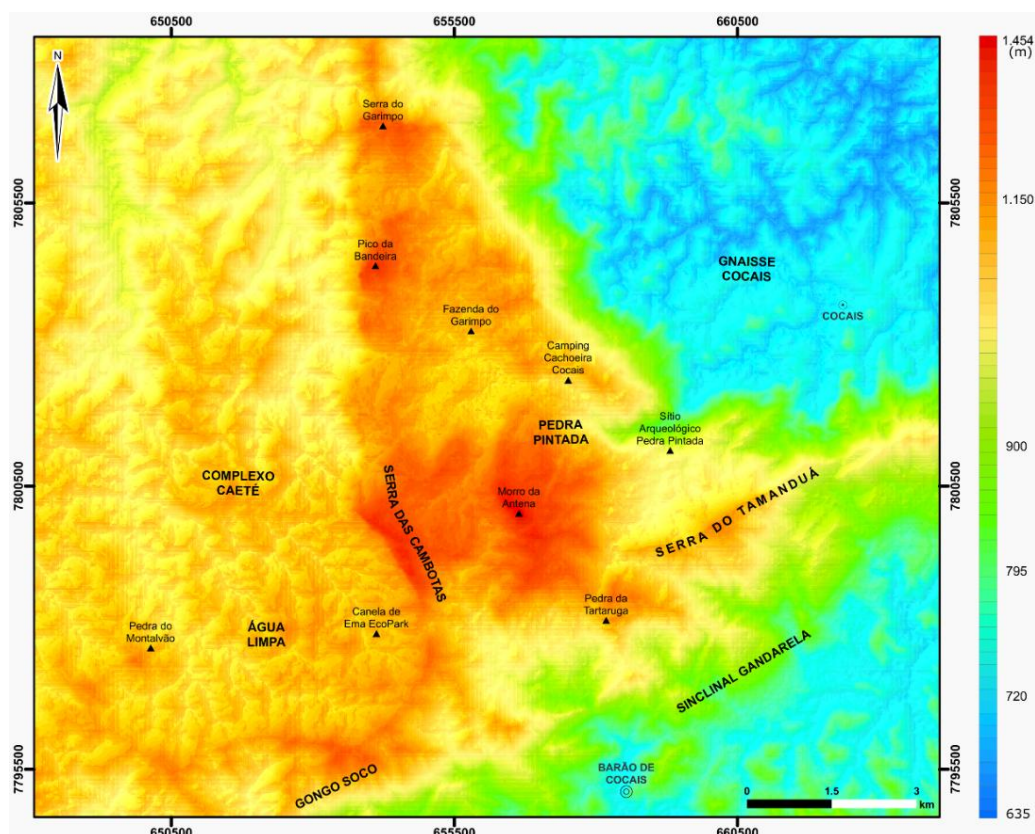 650500
655500
660500
N
1.454
(m)
Serra do
Garimpo
7805500
7805500
1.150
Pico da
Bandeira
GNAISSE
COCAIS
Fazenda do
Garimpo
COCAIS
Camping
Cachoeira
Cocais
PEDRA
PINTADA
Sítio
Arqueológico
Pedra Pintada
900
COMPLEXO
CAETÉ
SERRA DAS CAMBOTAS
7800500
7800500
Morro da
Antena
SERRA DO TAMANDUÁ
795
Pedra da
Tartaruga
Canela de
Ema EcoPark
Pedra do
Montalvão
ÁGUA
LIMPA
SINCLINAL GANDARELA
720
7795500
7795500
GONGO SOCO
BARÃO DE
COCAIS
0
1.5
3
km
635
650500
655500
660500